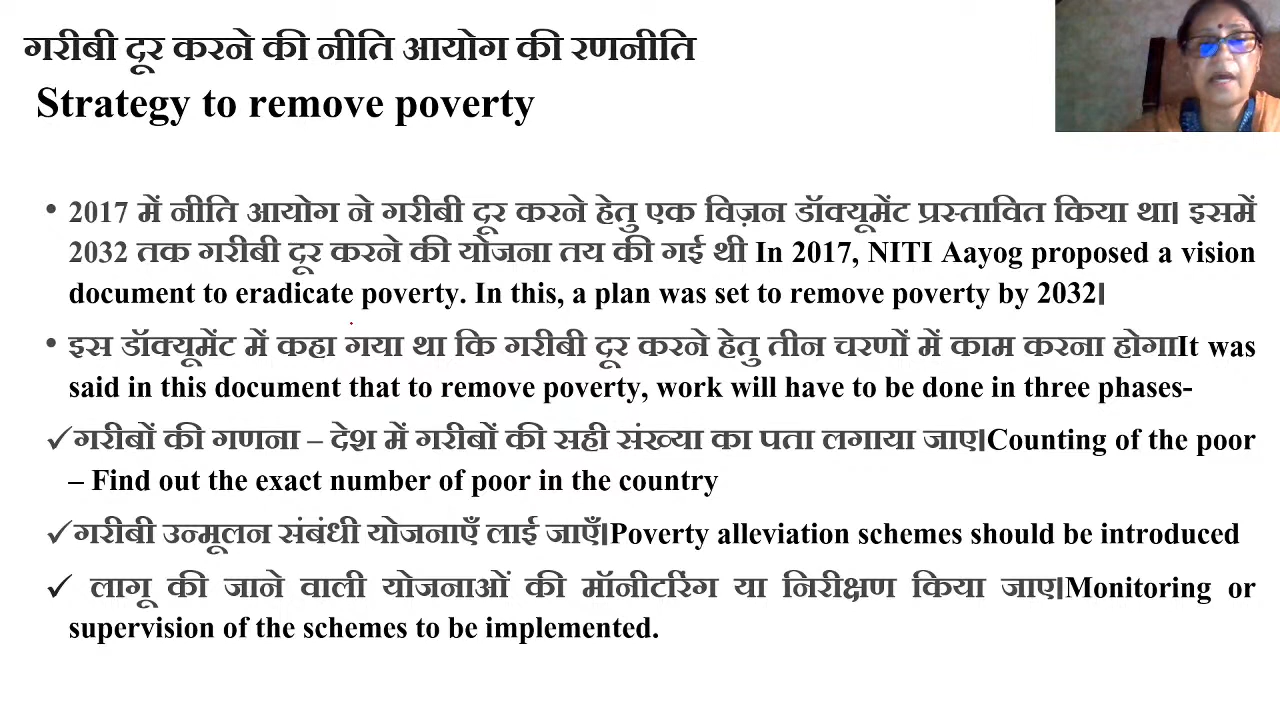 गरीबी दूर करने की नीति आयोग की रणनीति
Strategy to remove poverty
• 2017 में नीति आयोग ने गरीबी दूर करने हेतु एक विज़न डॉक्यूमेंट प्रस्तावित किया था। इसमें
2032 तक गरीबी दूर करने की योजना तय की गई थी In 2017, NITI Aayog proposed a vision
document to eradicate poverty. In this, a plan was set to remove poverty by 2032।
• इस डॉक्यूमेंट में कहा गया था कि गरीबी दूर करने हेतु तीन चरणों में काम करना होगाIt was
said in this document that to remove poverty, work will have to be done in three phases-
✓गरीबों की गणना – देश में गरीबों की सही संख्या का पता लगाया जाए।Counting of the poor
– Find out the exact number of poor in the country
✓गरीबी उन्मूलन संबंधी योजनाएँ लाई जाएँ।Poverty alleviation schemes should be introduced
✓ लागू की जाने वाली योजनाओं की मॉनीटरिंग या निरीक्षण किया जाए।Monitoring or
supervision of the schemes to be implemented.